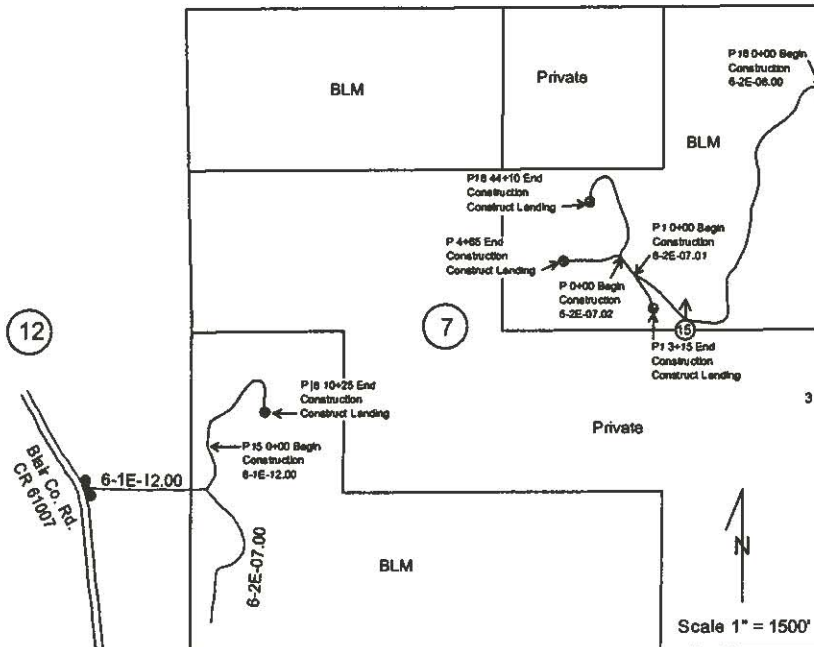 P16 0+00 Begin
Construction
6-2E-08.00
Private
BLM
BLM
P18 44+10 End
Construction
Construct Landing
P1 0+00 Begin
Construction
6-2E-07.01
P 4+65 End
Construction
Construct Landing
P 0+00 Begin
Construction
6-2E-07.02
12
7
15
P1 3+15 End
Construction
Construct Landing
10+25 End
Construction
Construct Landing
3
Private
P15 0+00 Begin
Construction
6-1E-12.00
Blair Co. Rd.
CR 61007
6-1E-12.00
6-2E-07.00
BLM
N
Scale 1" = 1500'